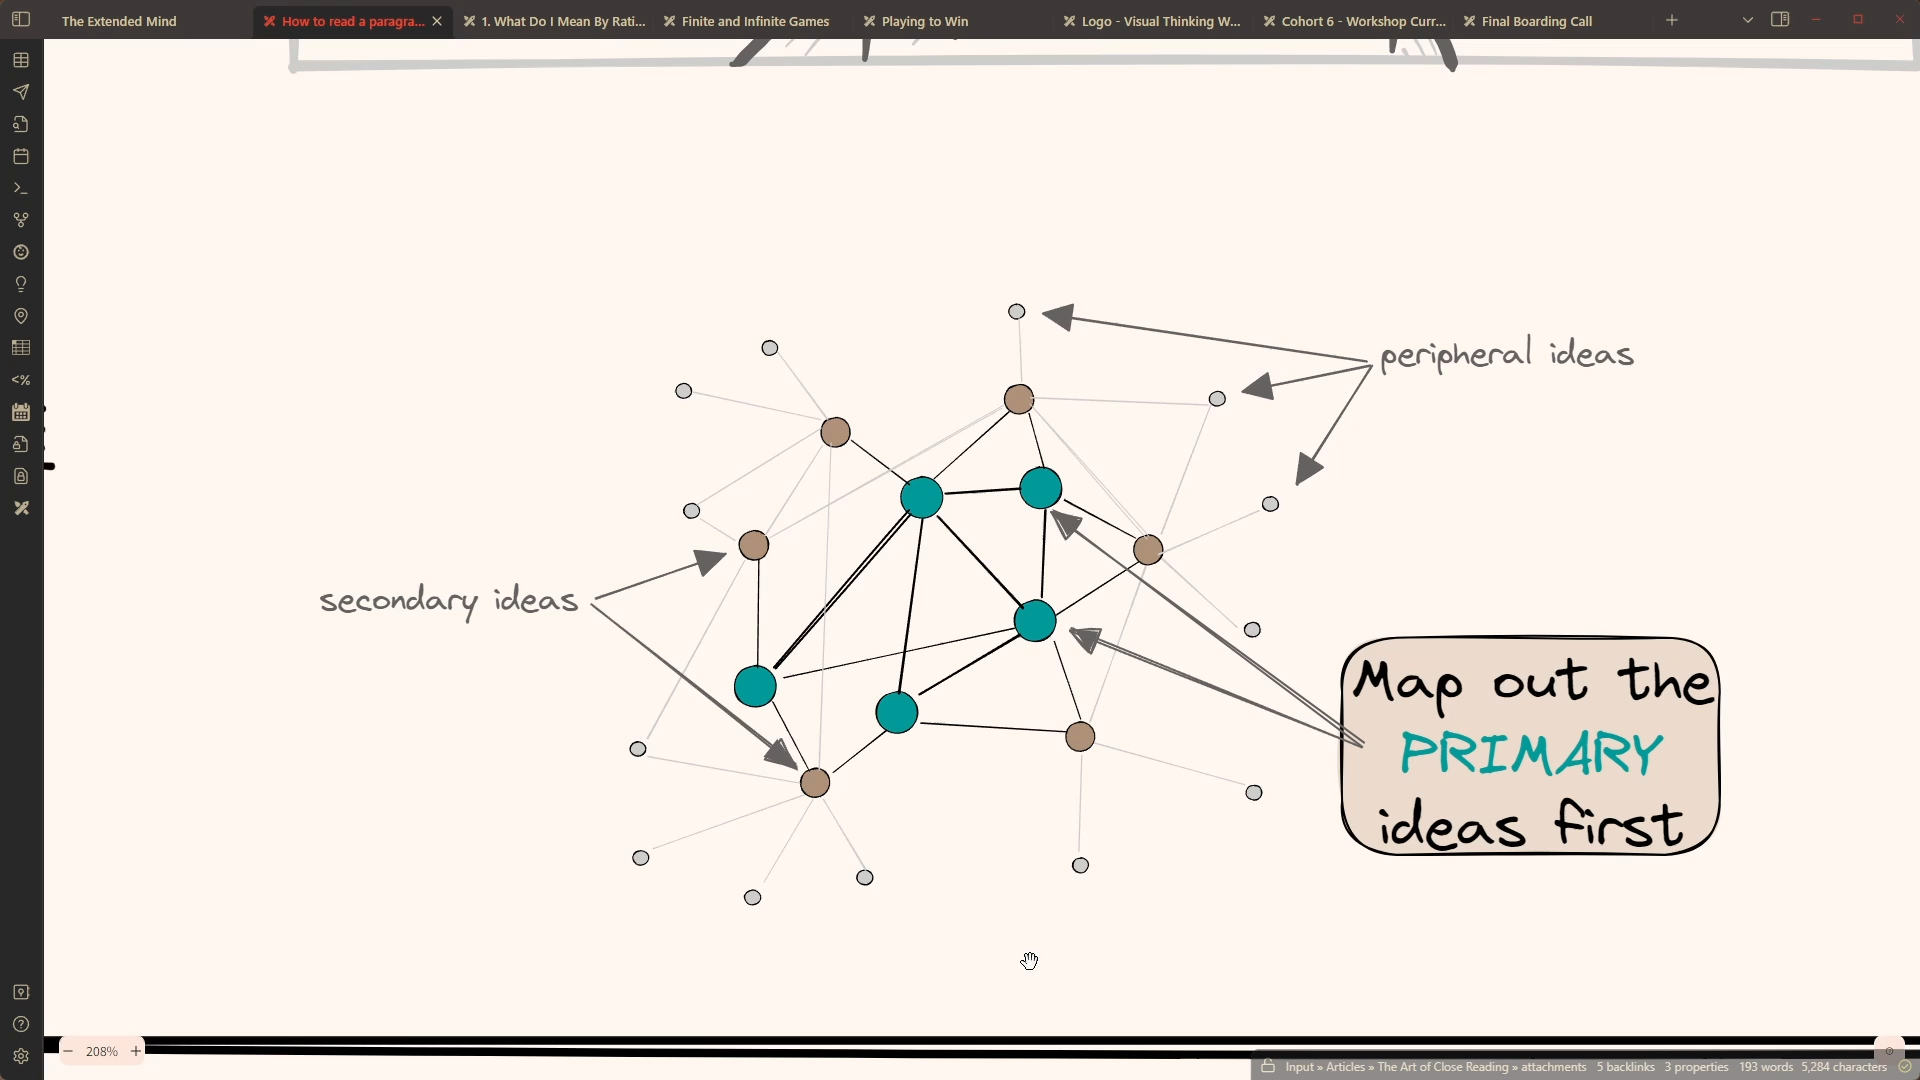 The Extended Mind
How to read a paragra...
1. What Do I Mean By Rati...
Finite and Infinite Games
Playing to Win
Logo - Visual Thinking W...
Cohort 6 - Workshop Curr...
Final Boarding Call
peripheral ideas
secondary ideas
Map out the
PRIMARY
ideas first
208%
Input » Articles » The Art of Close Reading » attachments 5 backlinks 3 properties 193 words 5,284 characters